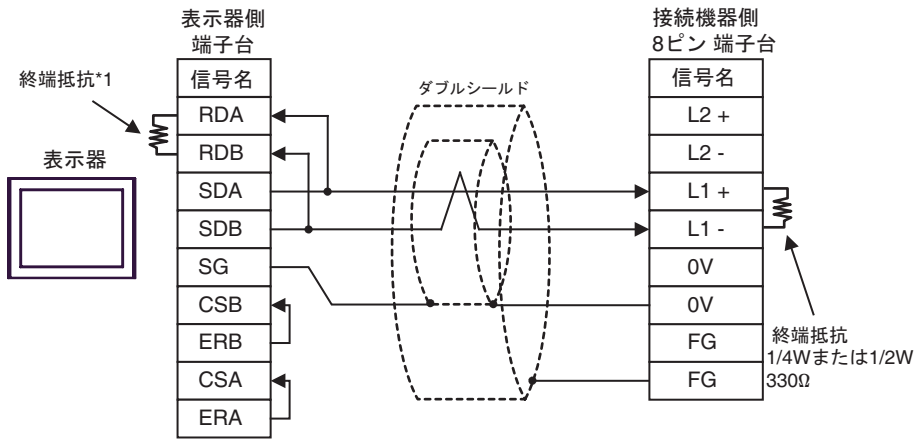 表示器側
端子台
接続機器側
8ピン 端子台
終端抵抗*1
表示器
信号名
RDA
RDB
SDA
SDB
SG
CSB
ERB
CSA
ERA
ダブルシールド
信号名
L2 +
L2 -
L1 +
L1 -
0V
0V
FG
FG
終端抵抗
1/4Wまたは1/2W
330Ω